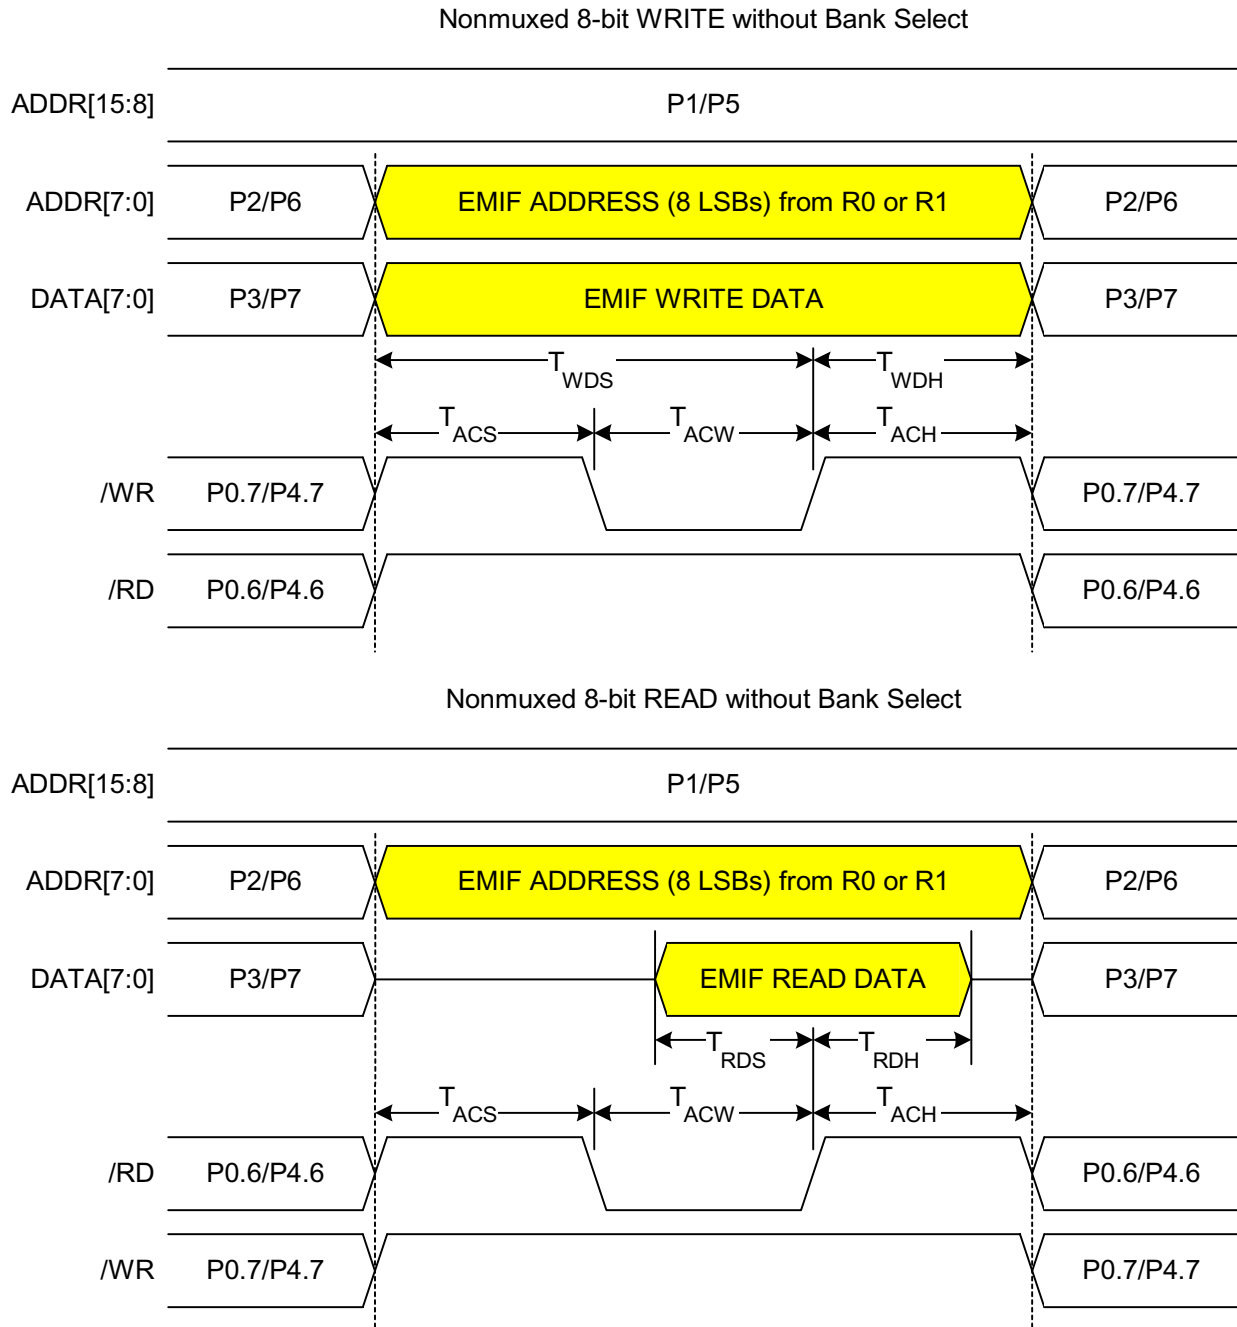 Nonmuxed 8-bit WRITE without Bank Select
ADDR[15:8] P1/P5
ADDR[7:0] P2/P6 EMIF ADDRESS (8 LSBs) from R0 or R1 P2/P6
DATA[7:0] P3/P7 EMIF WRITE DATA P3/P7
TWDS TWDH
TACS TACW TACH
/WR P0.7/P4.7 P0.7/P4.7
/RD P0.6/P4.6 P0.6/P4.6
Nonmuxed 8-bit READ without Bank Select
ADDR[15:8] P1/P5
ADDR[7:0] P2/P6 EMIF ADDRESS (8 LSBs) from R0 or R1 P2/P6
DATA[7:0] P3/P7 EMIF READ DATA P3/P7
TRDS TRDH
TACS TACW TACH
/RD P0.6/P4.6 P0.6/P4.6
/WR P0.7/P4.7 P0.7/P4.7